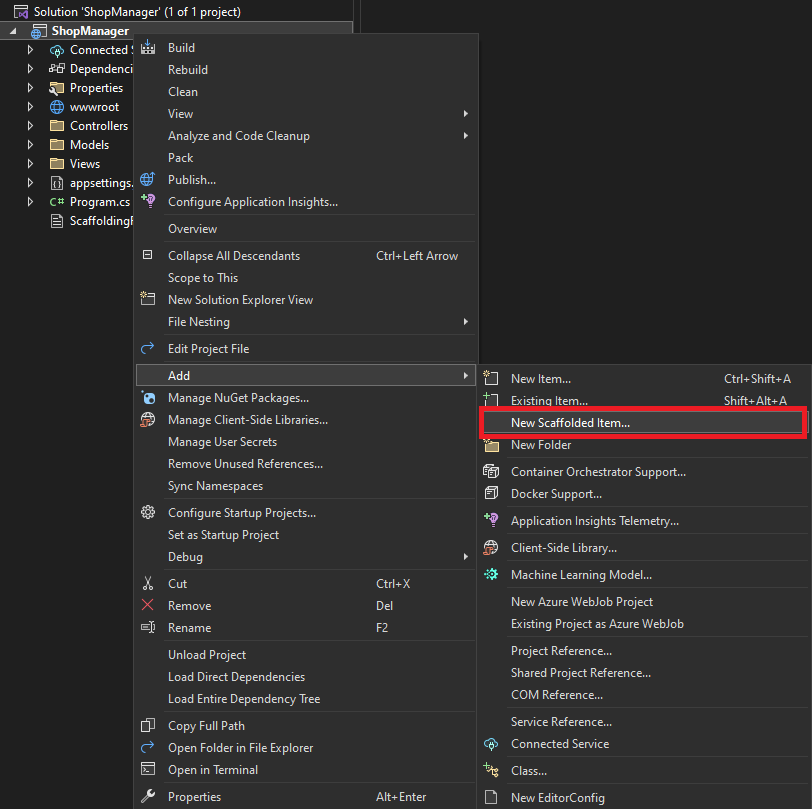 Solution 'ShopManager' (1 of 1 project)
ShopManager
Connected
Properties
wwwroot
Controllers
Models
Views
appsettings.
Program.cs
Build
Rebuild
Clean
View
Analyze and Code Cleanup
Pack
Publish...
Configure Application Insights...
Overview
Collapse All Descendants Ctrl+Left Arrow
Scope to This
New Solution Explorer View
File Nesting
Edit Project File
Add
Manage NuGet Packages...
Manage Client-Side Libraries...
Manage User Secrets
Remove Unused References...
Sync Namespaces
Configure Startup Projects...
Set as Startup Project
Debug
Cut Ctrl+X
Remove Del
Rename F2
Unload Project
Load Direct Dependencies
Load Entire Dependency Tree
Copy Full Path
Open Folder in File Explorer
Open in Terminal
Properties Alt+Enter
New Item... Ctrl+Shift+A
Existing Item... Shift+Alt+A
New Scaffolded Item...
New Folder
Container Orchestrator Support...
Docker Support...
Application Insights Telemetry...
Client-Side Library...
Machine Learning Model...
New Azure WebJob Project
Existing Project as Azure WebJob
Project Reference...
Shared Project Reference...
COM Reference...
Service Reference...
Connected Service
Class...
New EditorConfig